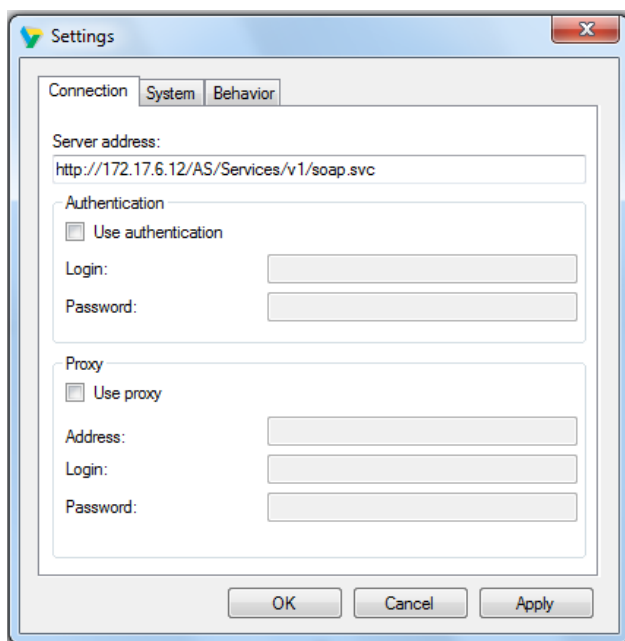 Settings
Connection System Behavior
Server address:
http://172.17.6.12/AS/Services/v1/soap.svc
Authentication
Use authentication
Login:
Password:
Proxy
Use proxy
Address:
Login:
Password:
OK Cancel Apply